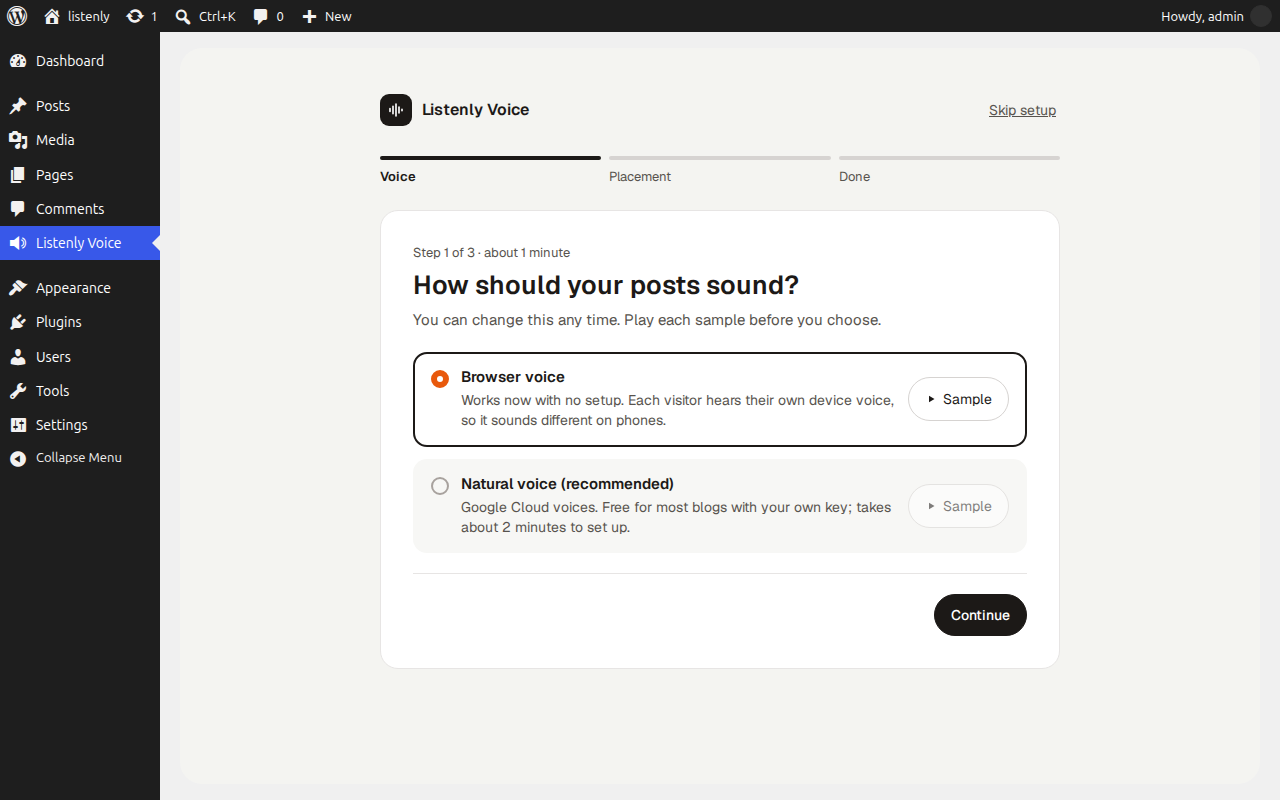 listenly
1
Ctrl+K
0
New
Howdy, admin
Dashboard
Posts
Media
Pages
Comments
Listenly Voice
Appearance
Plugins
Users
Tools
Settings
Collapse Menu
Listenly Voice
Skip setup
Voice
Placement
Done
Step 1 of 3 · about 1 minute
How should your posts sound?
You can change this any time. Play each sample before you choose.
Browser voice
Works now with no setup. Each visitor hears their own device voice,
so it sounds different on phones.
Sample
Natural voice (recommended)
Google Cloud voices. Free for most blogs with your own key; takes
about 2 minutes to set up.
Sample
Continue